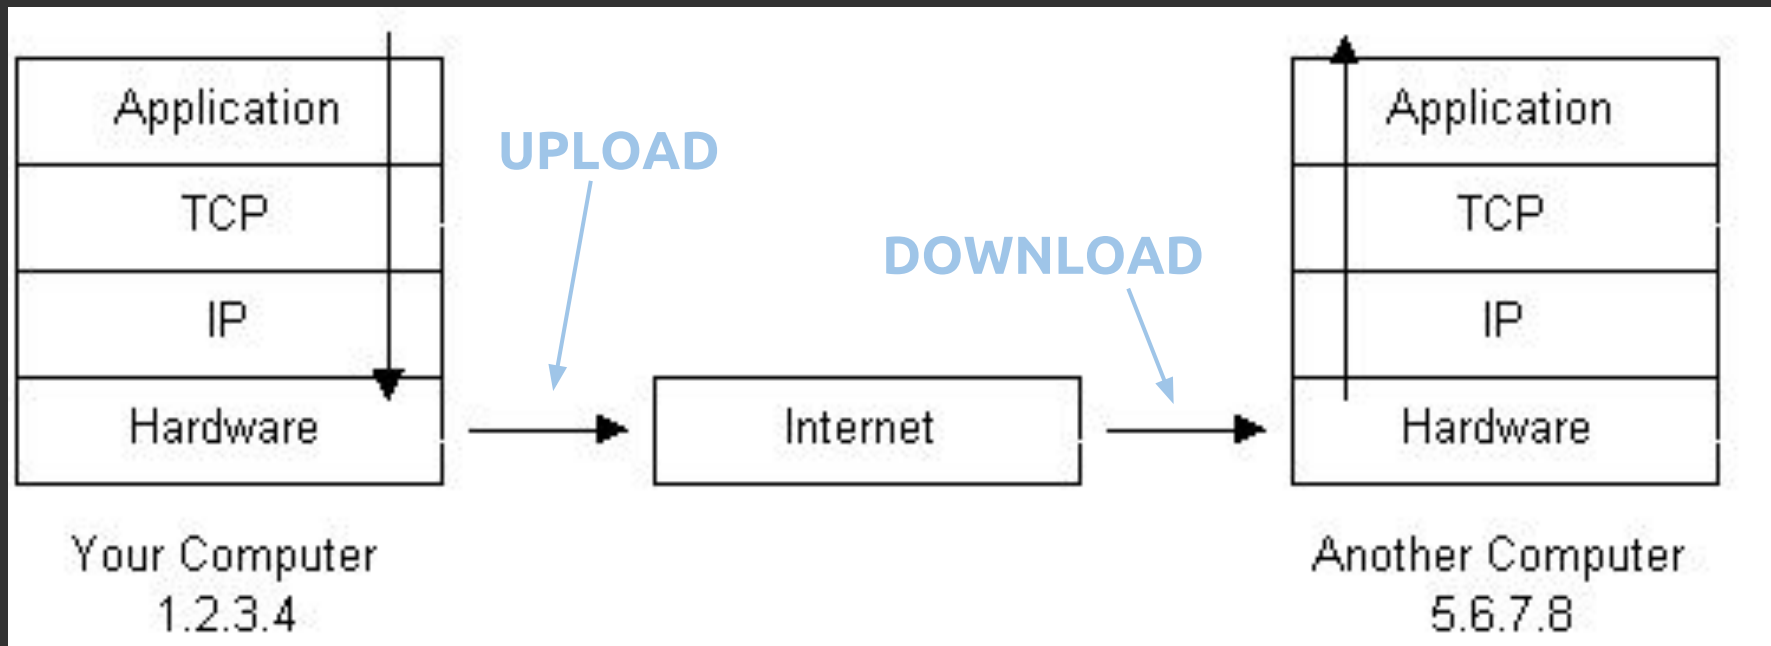 Application
TCP
IP
Hardware
Your Computer
1.2.3.4
UPLOAD
DOWNLOAD
Internet
Application
TCP
IP
Hardware
Another Computer
5.6.7.8